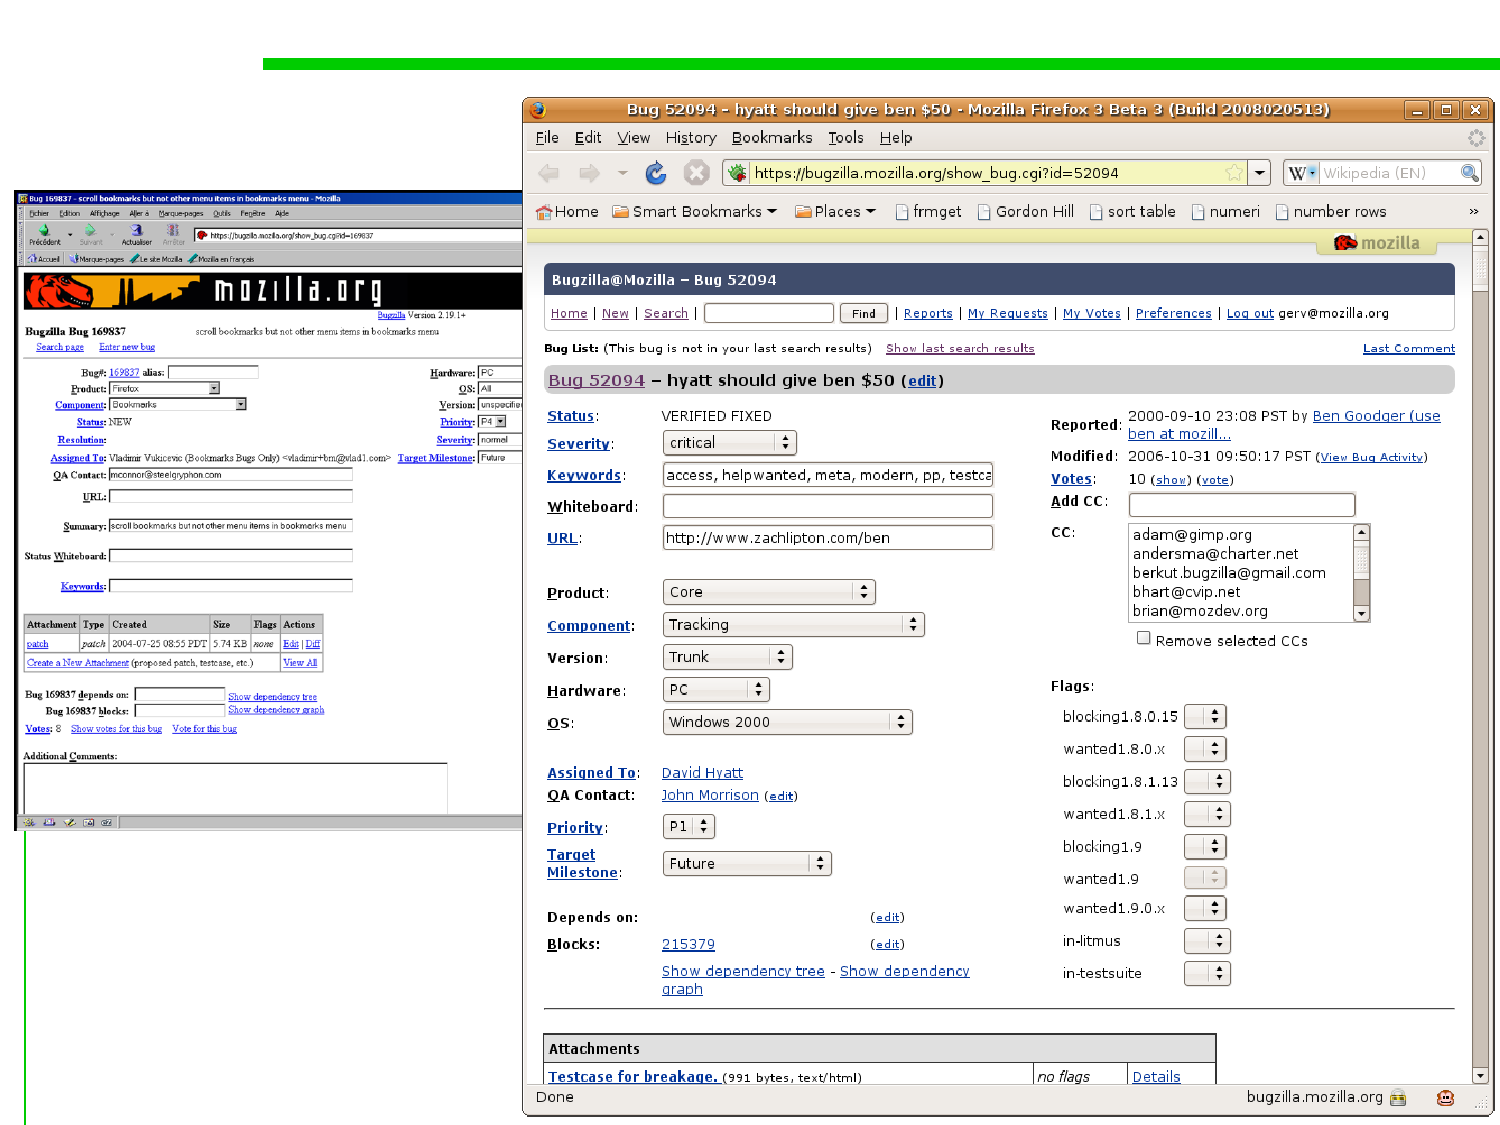 Bug 169837 - scroll bookmarks but not other menu items in bookmarks menu - Mozilla
Fichier Edition Affichage Aller à Marque-pages Outils Fenêtre Aide
Précédent Suivant Actualiser Arrêter https://bugzilla.mozilla.org/show_bug.cgi?id=169837
Accueil Marque-pages Le site Mozilla Mozilla en français
mozilla.org
Bugzilla Version 2.19.1+
Bugzilla Bug 169837 scroll bookmarks but not other menu items in bookmarks menu
Search page Enter new bug
Bug#: 169837 alias: Hardware: PC
Product: Firefox OS: All
Component: Bookmarks Version: unspecifie
Status: NEW Priority: P4
Resolution: Severity: normal
Assigned To: Vladimir Vukicevic (Bookmarks Bugs Only) <vladimir+bm@vlad1.com> Target Milestone: Future
QA Contact: mconnor@steelgryphon.com
URL:
Summary: scroll bookmarks but not other menu items in bookmarks menu
Status Whiteboard:
Keywords:
Attachment Type Created Size Flags Actions
patch patch 2004-07-25 08:55 PDT 5.74 KB none Edit | Diff
Create a New Attachment (proposed patch, testcase, etc.) View All
Bug 169837 depends on: Show dependency tree
Bug 169837 blocks: Show dependency graph
Votes: 8 Show votes for this bug Vote for this bug
Additional Comments:
Bug 52094 – hyatt should give ben $50 - Mozilla Firefox 3 Beta 3 (Build 2008020513)
File Edit View History Bookmarks Tools Help
https://bugzilla.mozilla.org/show_bug.cgi?id=52094 W Wikipedia (EN)
Home Smart Bookmarks Places frmget Gordon Hill sort table numeri number rows »
mozilla
Bugzilla@Mozilla – Bug 52094
Home | New | Search | Find | Reports | My Requests | My Votes | Preferences | Log out gerv@mozilla.org
Bug List: (This bug is not in your last search results) Show last search results Last Comment
Bug 52094 – hyatt should give ben $50 (edit)
Status: VERIFIED FIXED
Severity: critical
Keywords: access, helpwanted, meta, modern, pp, testca
Whiteboard:
URL: http://www.zachlipton.com/ben
Product: Core
Component: Tracking
Version: Trunk
Hardware: PC
OS: Windows 2000
Assigned To: David Hyatt
QA Contact: John Morrison (edit)
Priority: P1
Target
Milestone: Future
Depends on: (edit)
Blocks: 215379 (edit)
Show dependency tree - Show dependency
graph
Reported: 2000-09-10 23:08 PST by Ben Goodger (use
ben at mozill...
Modified: 2006-10-31 09:50:17 PST (View Bug Activity)
Votes: 10 (show) (vote)
Add CC:
CC: adam@gimp.org
andersma@charter.net
berkut.bugzilla@gmail.com
bhart@cvip.net
brian@mozdev.org
Remove selected CCs
Flags:
blocking1.8.0.15
wanted1.8.0.x
blocking1.8.1.13
wanted1.8.1.x
blocking1.9
wanted1.9
wanted1.9.0.x
in-litmus
in-testsuite
Attachments
Testcase for breakage. (991 bytes, text/html) no flags Details
Done bugzilla.mozilla.org